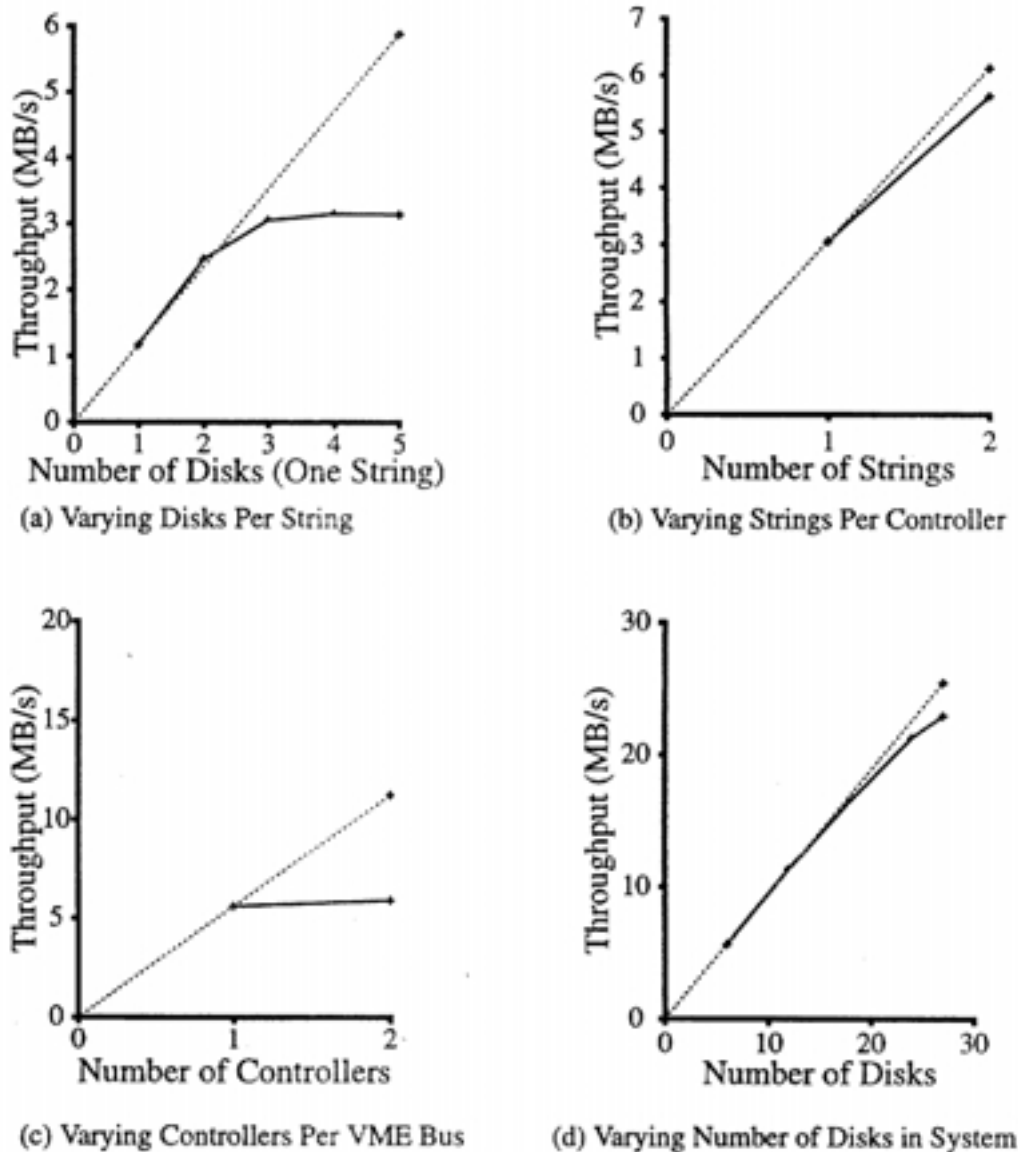 6
5
4
3
2
1
0
Throughput (MB/s)
0 1 2 3 4 5
Number of Disks (One String)
(a) Varying Disks Per String
7
6
5
4
3
2
1
0
Throughput (MB/s)
0 1 2
Number of Strings
(b) Varying Strings Per Controller
20
15
10
5
0
Throughput (MB/s)
0 1 2
Number of Controllers
(c) Varying Controllers Per VME Bus
30
20
10
0
Throughput (MB/s)
0 10 20 30
Number of Disks
(d) Varying Number of Disks in System